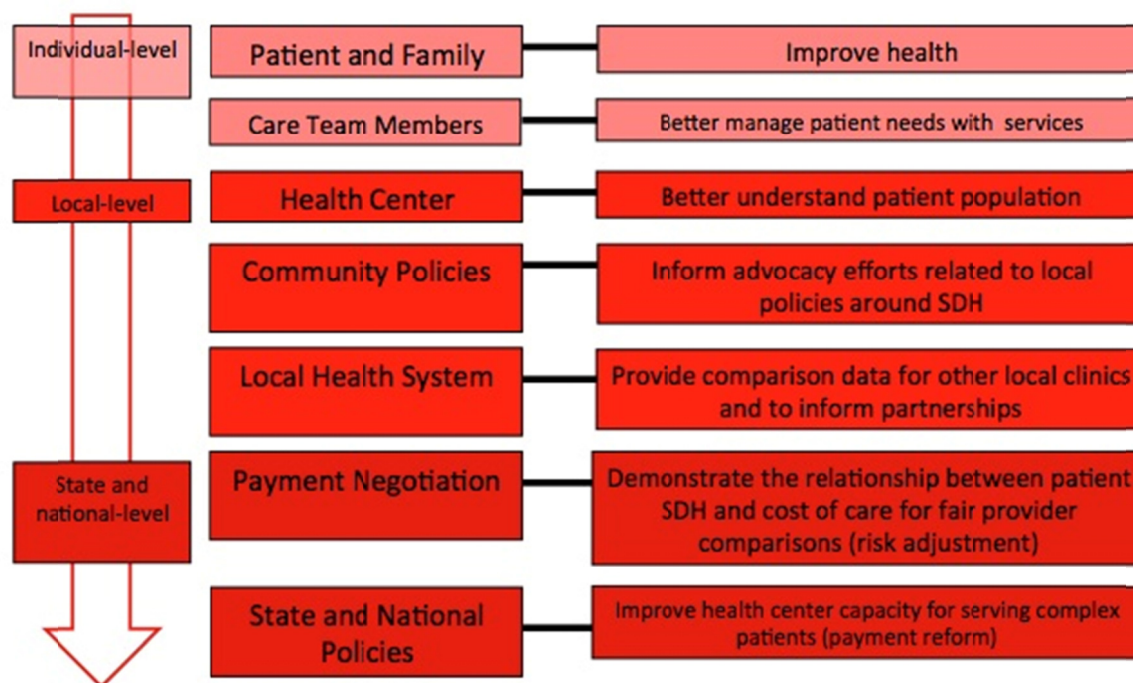 Individual-level
Patient and Family
Improve health
Care Team Members
Better manage patient needs with services
Local-level
Health Center
Better understand patient population
Community Policies
Inform advocacy efforts related to local
policies around SDH
Local Health System
Provide comparison data for other local clinics
and to inform partnerships
State and
national-level
Payment Negotiation
Demonstrate the relationship between patient
SDH and cost of care for fair provider
comparisons (risk adjustment)
State and National
Policies
Improve health center capacity for serving complex
patients (payment reform)